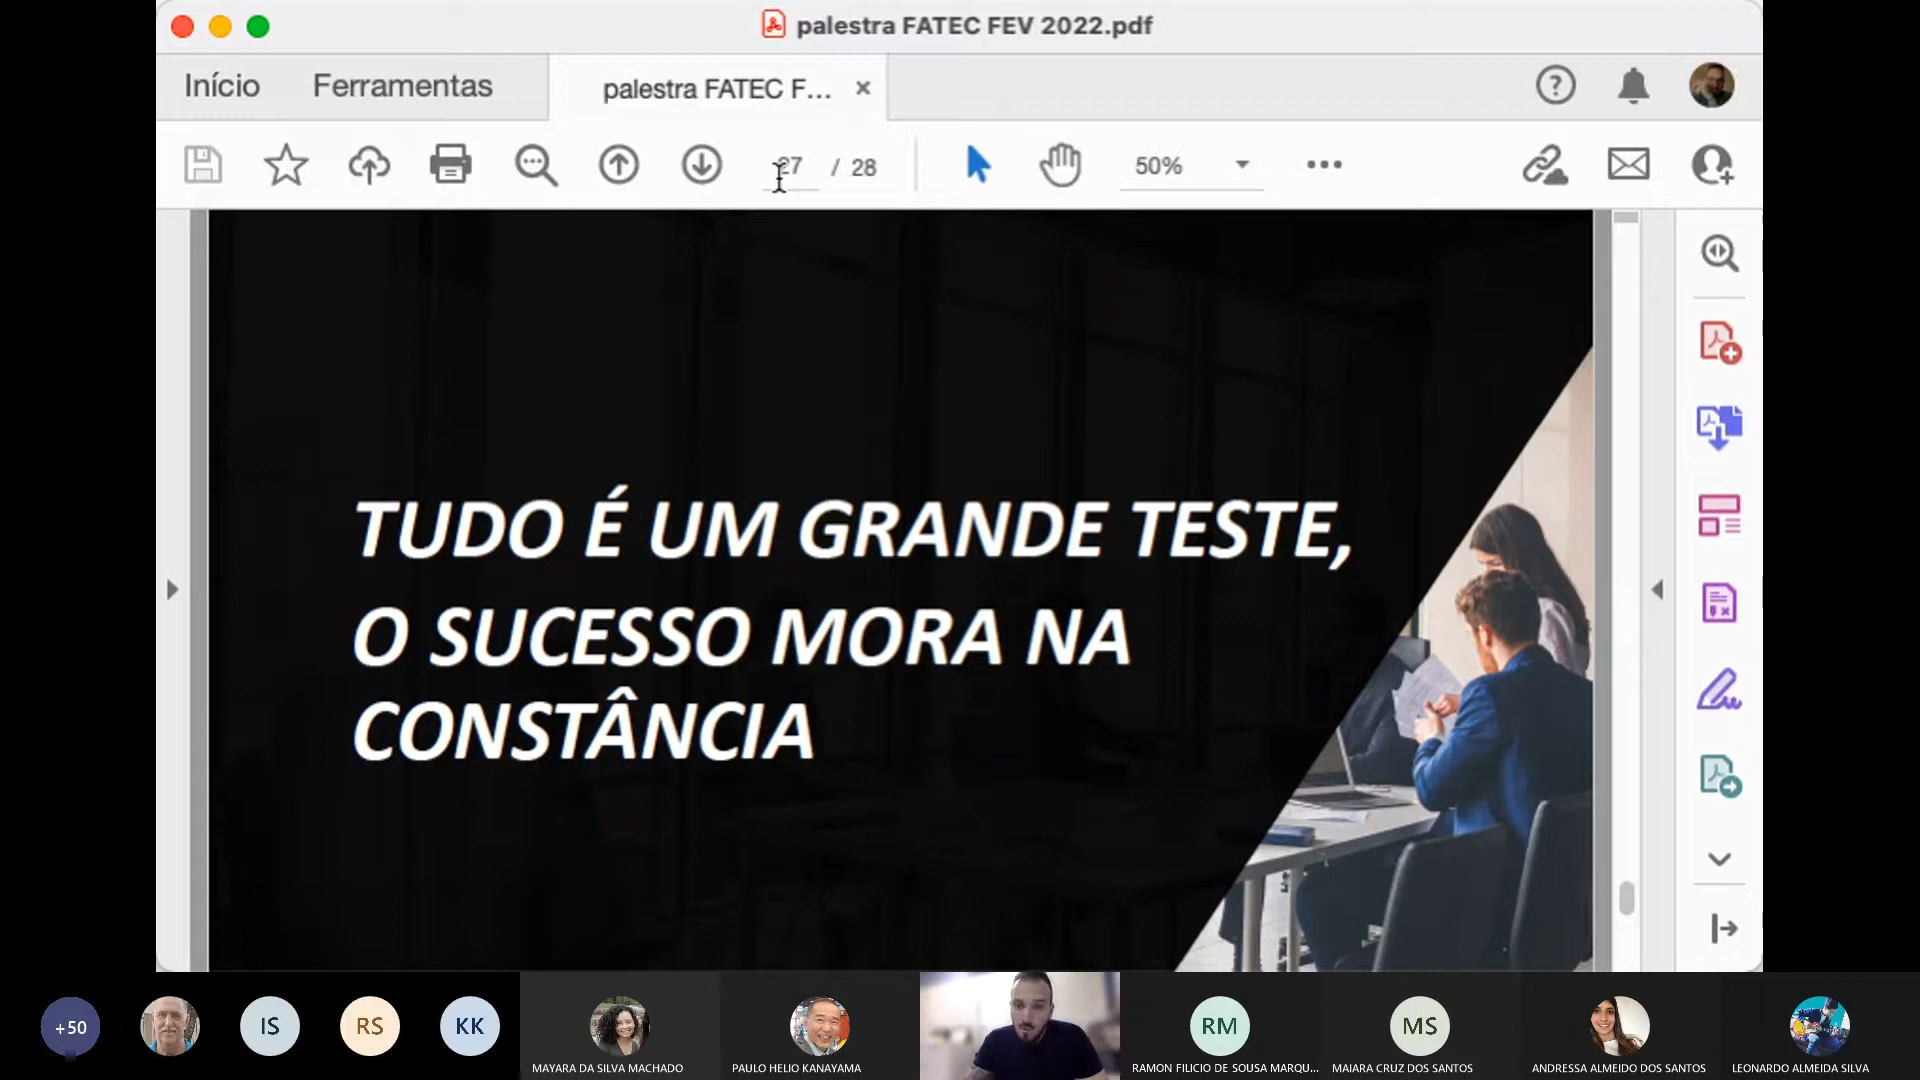 palestra FATEC FEV 2022.pdf
Início
Ferramentas
palestra FATEC F...
27 / 28
50%
TUDO É UM GRANDE TESTE,
O SUCESSO MORA NA
CONSTÂNCIA
+50
IS
RS
KK
MAYARA DA SILVA MACHADO
PAULO HELIO KANAYAMA
RM
RAMON FILICIO DE SOUSA MARQU...
MS
MAIARA CRUZ DOS SANTOS
ANDRESSA ALMEIDO DOS SANTOS
LEONARDO ALMEIDA SILVA